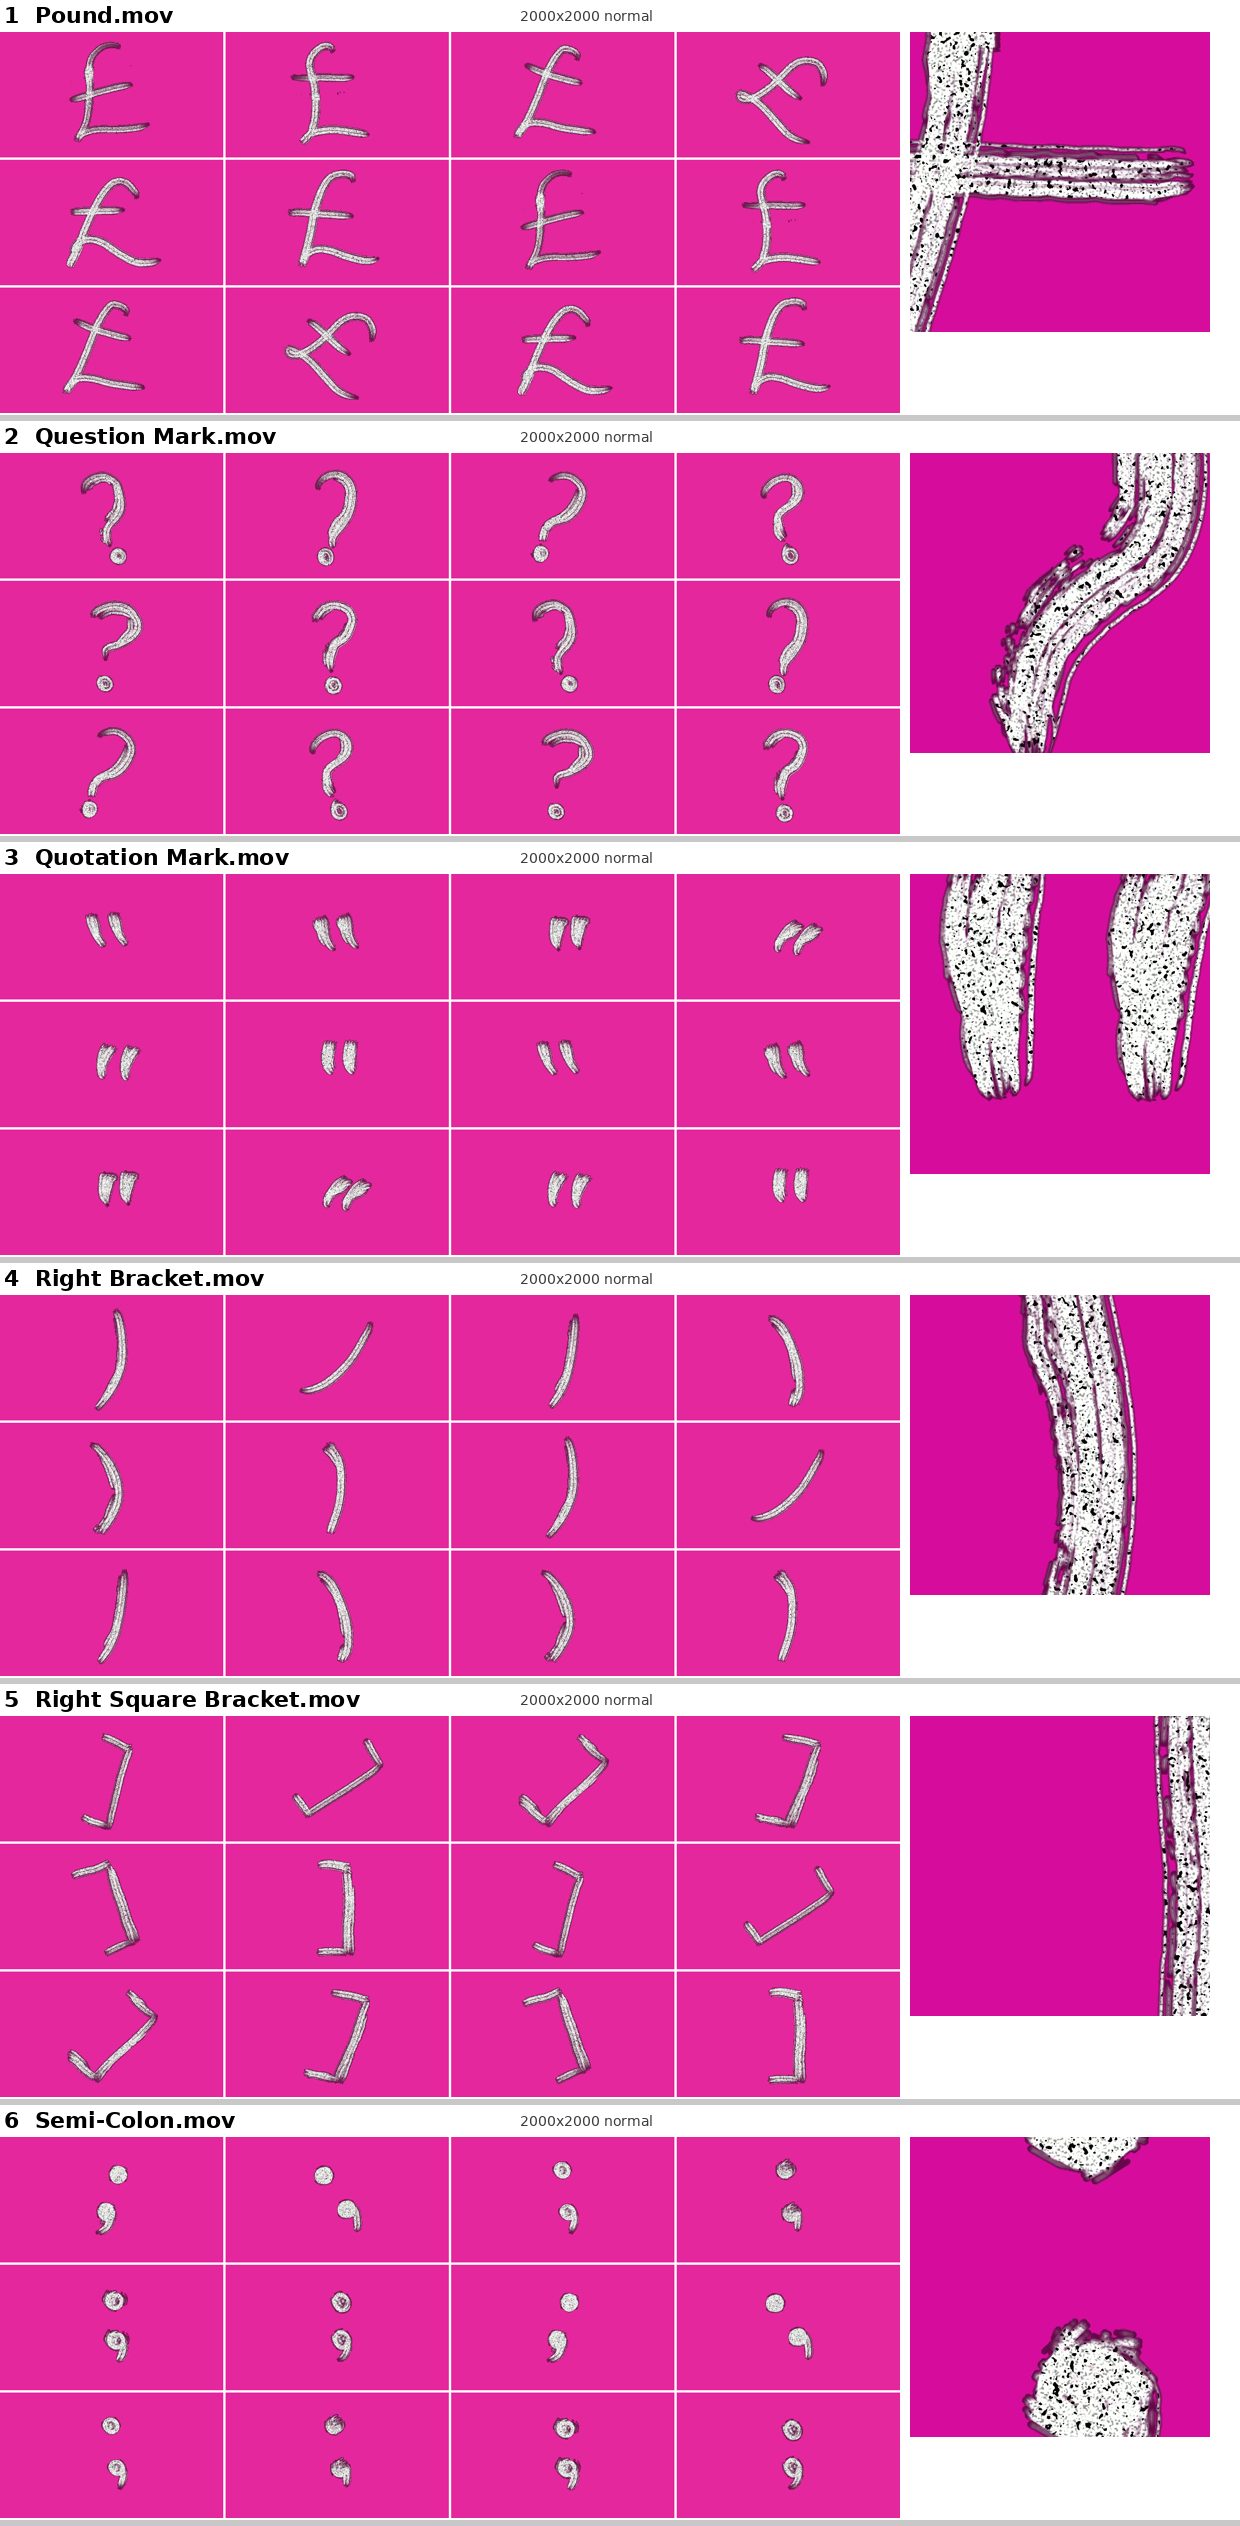 1 Pound.mov
2000x2000 normal
£ £ £ £
£ £ £ £
£ £ £ £
2 Question Mark.mov
2000x2000 normal
? ? ? ?
? ? ? ?
? ? ? ?
3 Quotation Mark.mov
2000x2000 normal
" " " "
" " " "
" " " "
4 Right Bracket.mov
2000x2000 normal
) ) ) )
) ) ) )
) ) ) )
5 Right Square Bracket.mov
2000x2000 normal
] ] ] ]
] ] ] ]
] ] ] ]
6 Semi-Colon.mov
2000x2000 normal
; ; ; ;
; ; ; ;
; ; ; ;